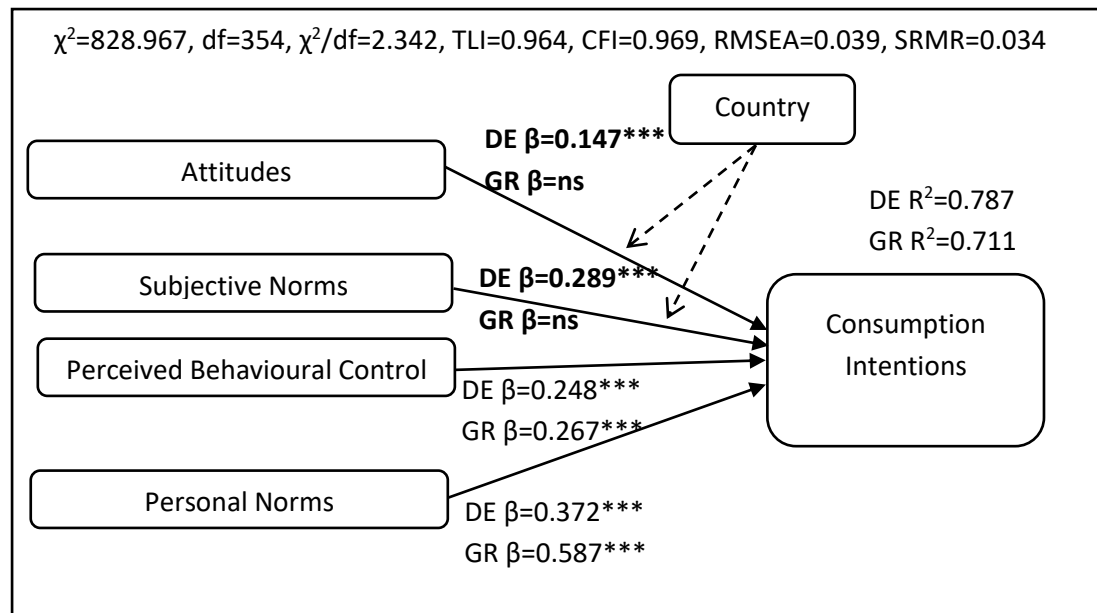 χ²=828.967, df=354, χ²/df=2.342, TLI=0.964, CFI=0.969, RMSEA=0.039, SRMR=0.034
Country
DE β=0.147***
GR β=ns
Attitudes
DE R²=0.787
GR R²=0.711
Subjective Norms
DE β=0.289***
GR β=ns
Consumption
Intentions
Perceived Behavioural Control
DE β=0.248***
GR β=0.267***
Personal Norms
DE β=0.372***
GR β=0.587***